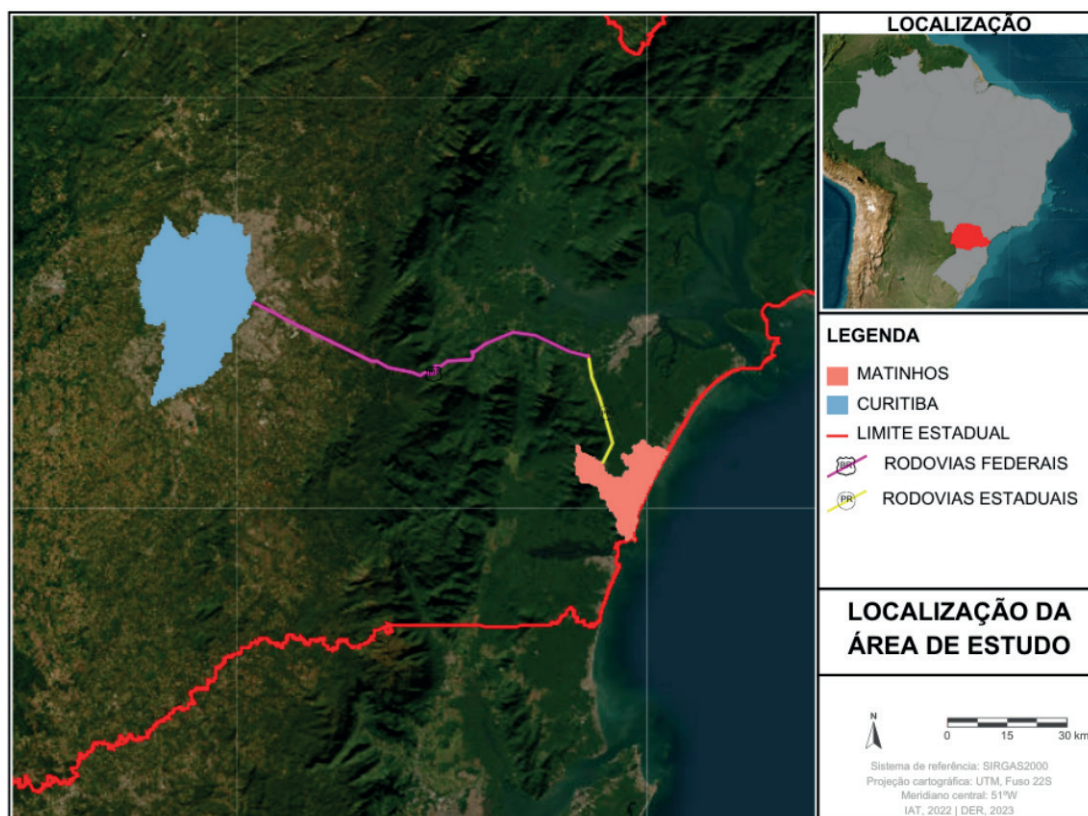 LOCALIZAÇÃO
LEGENDA
MATINHOS
CURITIBA
LIMITE ESTADUAL
BR RODOVIAS FEDERAIS
PR RODOVIAS ESTADUAIS
LOCALIZAÇÃO DA
ÁREA DE ESTUDO
N
0 15 30 km
Sistema de referência: SIRGAS2000
Projeção cartográfica: UTM, Fuso 22S
Meridiano central: 51ºW
IAT, 2022 | DER, 2023